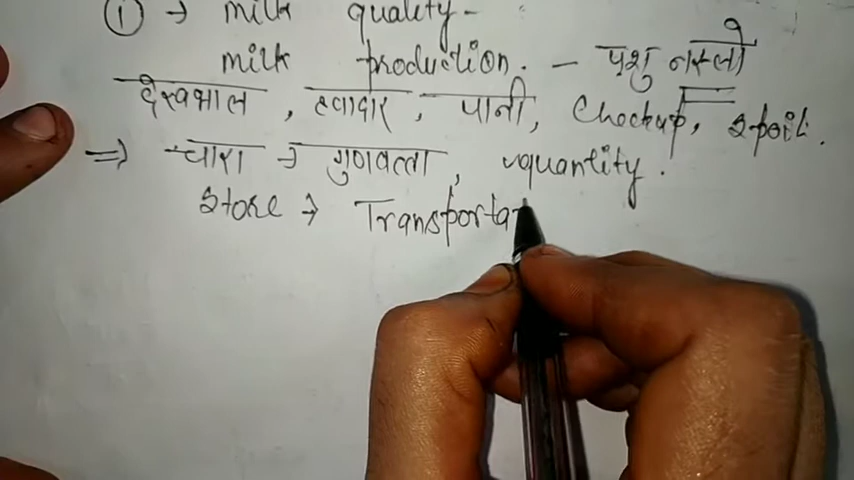 ① → milk quality -
milk production. - पशु नस्लो
देखभाल, हवादार, पानी, Checkup, spoil.
⇒ चारा → गुणवत्ता, quantity.
Store → Transporta